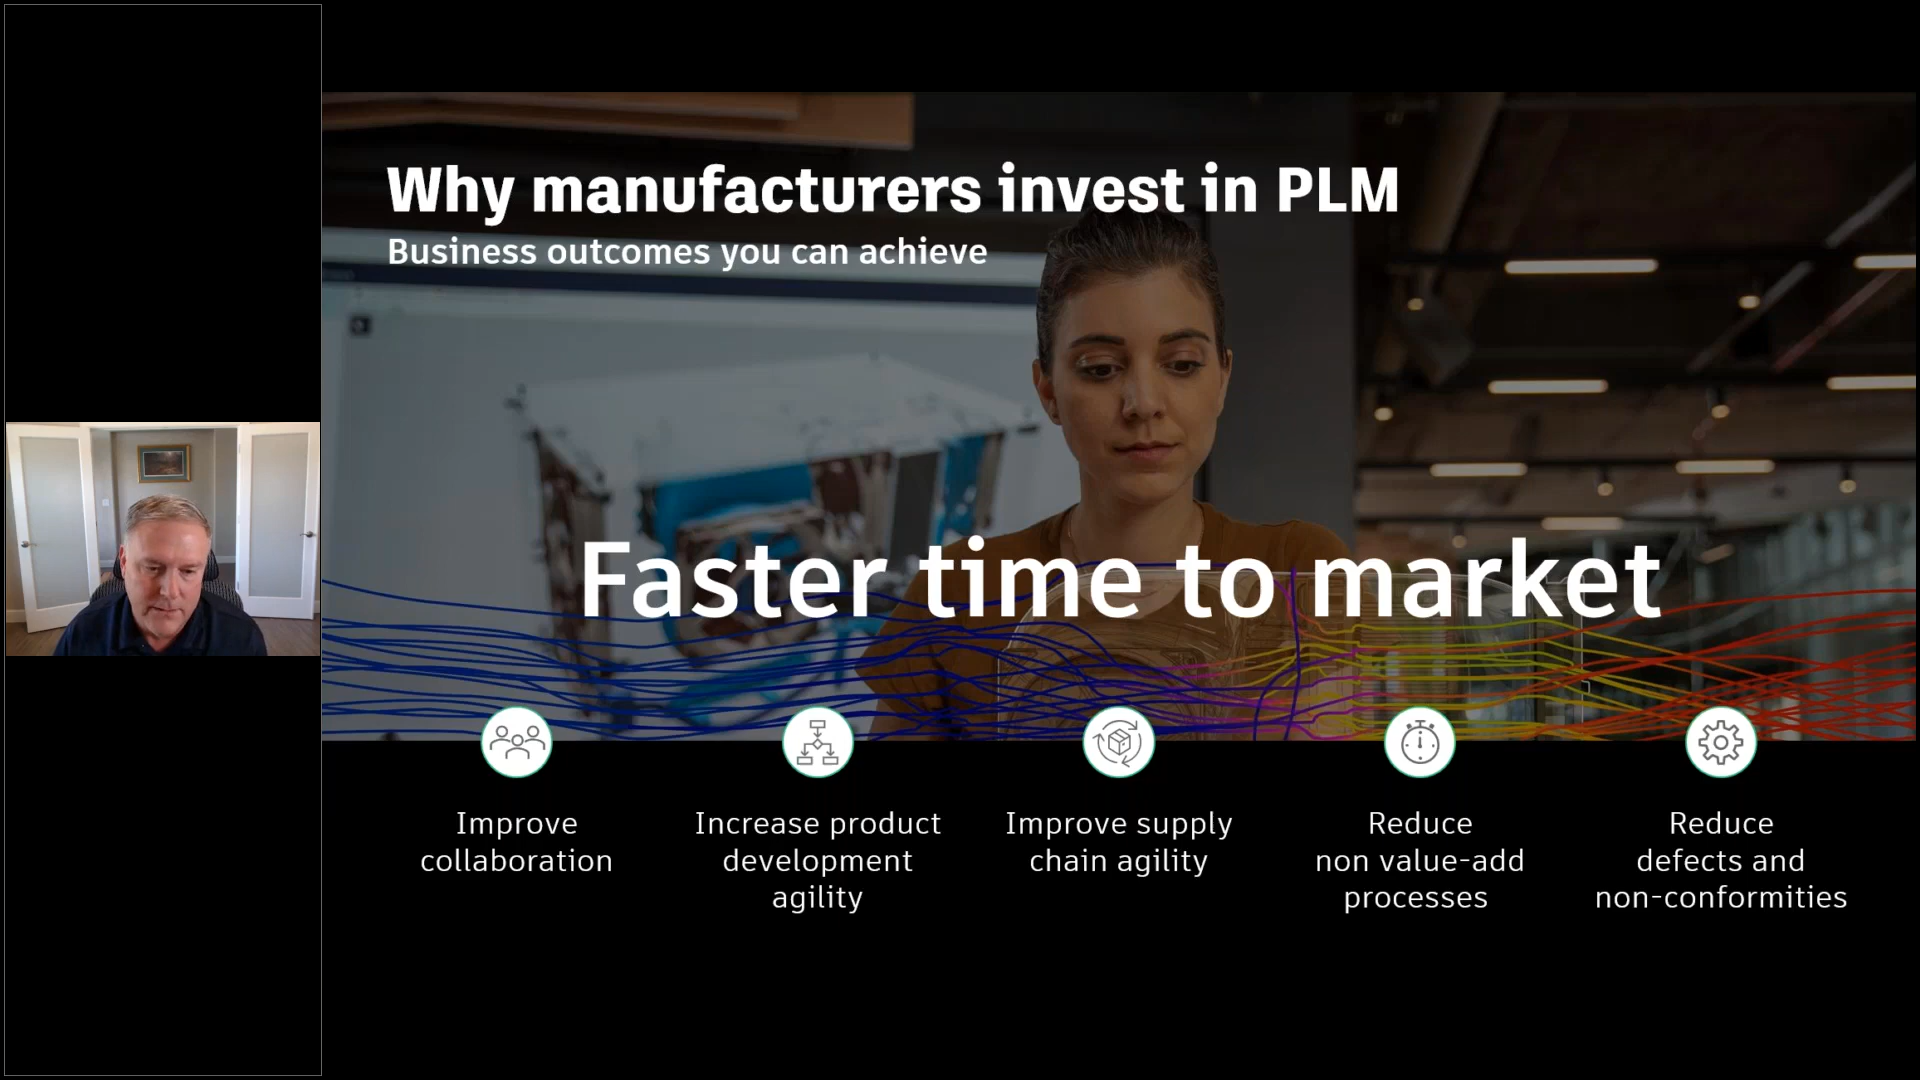 Why manufacturers invest in PLM
Business outcomes you can achieve
Faster time to market
Improve
collaboration
Increase product
development
agility
Improve supply
chain agility
Reduce
non value-add
processes
Reduce
defects and
non-conformities